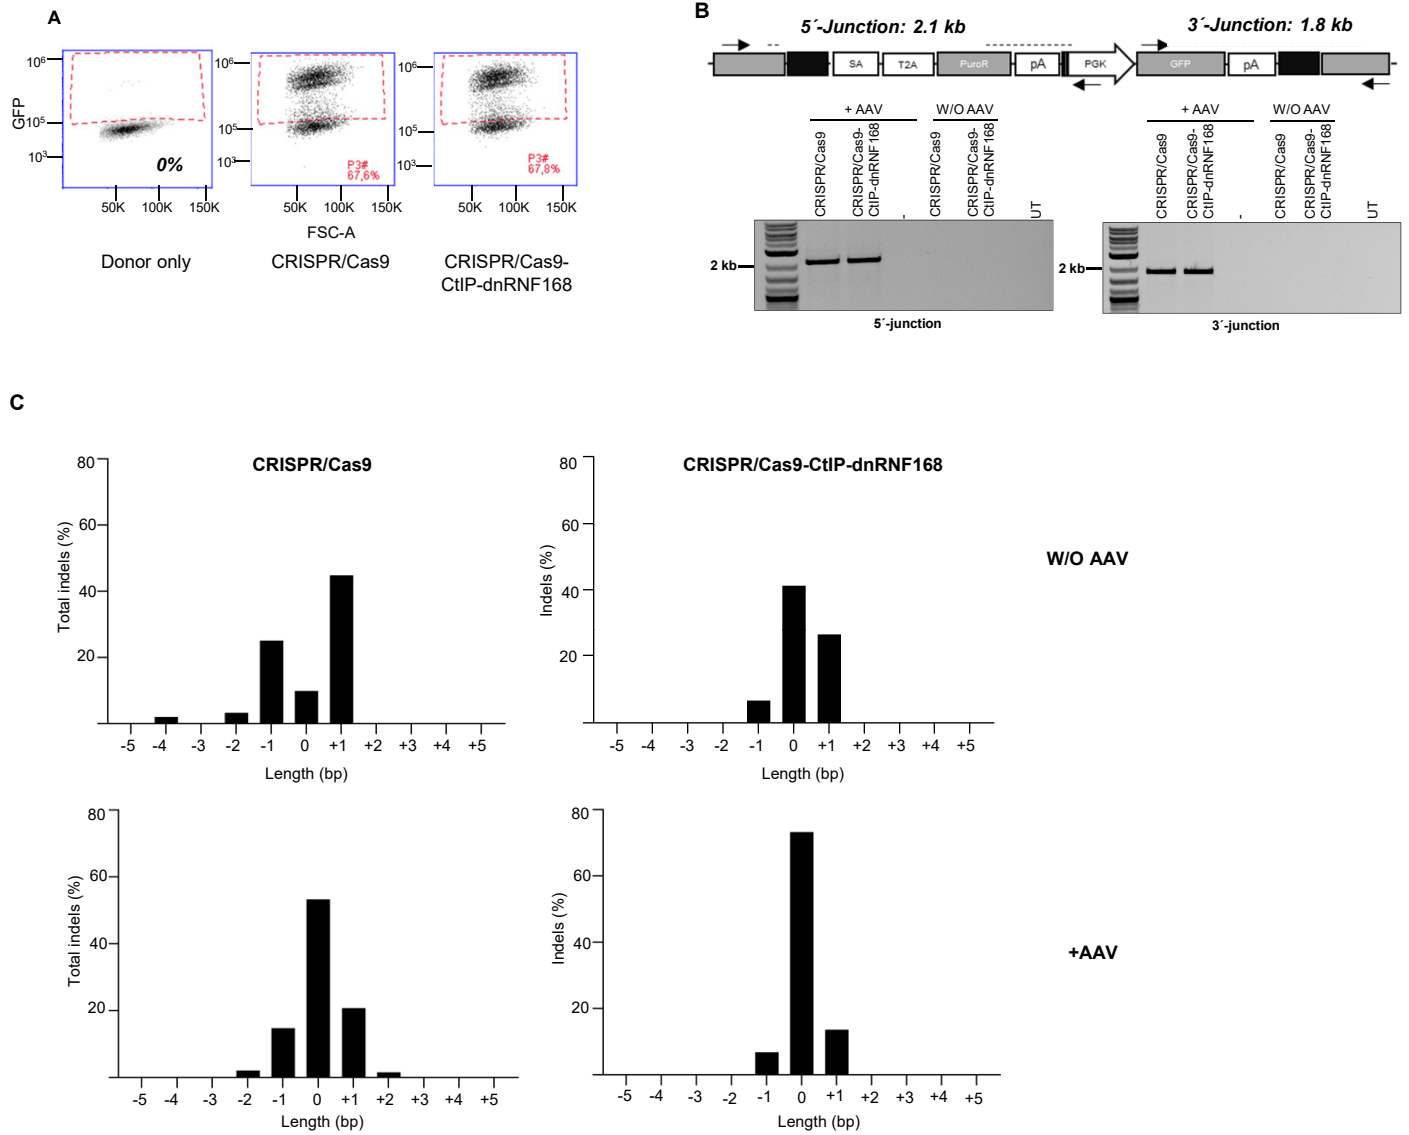 A
GFP
10⁶
10⁵
10³
0%
50K 100K 150K
Donor only
10⁶
10⁵
10³
P3#
67,6%
50K 100K 150K
FSC-A
CRISPR/Cas9
10⁶
10⁵
10³
P3#
67,8%
50K 100K 150K
CRISPR/Cas9-
CtIP-dnRNF168
B
5´-Junction: 2.1 kb
3´-Junction: 1.8 kb
SA T2A PuroR pA PGK GFP pA
+ AAV
W/O AAV
CRISPR/Cas9
CRISPR/Cas9-
CtIP-dnRNF168
-
CRISPR/Cas9
CRISPR/Cas9-
CtIP-dnRNF168
UT
2 kb
5´-junction
+ AAV
W/O AAV
CRISPR/Cas9
CRISPR/Cas9-
CtIP-dnRNF168
-
CRISPR/Cas9
CRISPR/Cas9-
CtIP-dnRNF168
UT
2 kb
3´-junction
C
CRISPR/Cas9
Total indels (%)
80
60
40
20
-5 -4 -3 -2 -1 0 +1 +2 +3 +4 +5
Length (bp)
CRISPR/Cas9-CtIP-dnRNF168
Indels (%)
80
60
40
20
-5 -4 -3 -2 -1 0 +1 +2 +3 +4 +5
Length (bp)
W/O AAV
Total indels (%)
80
60
40
20
-5 -4 -3 -2 -1 0 +1 +2 +3 +4 +5
Length (bp)
Indels (%)
80
60
40
20
-5 -4 -3 -2 -1 0 +1 +2 +3 +4 +5
Length (bp)
+AAV